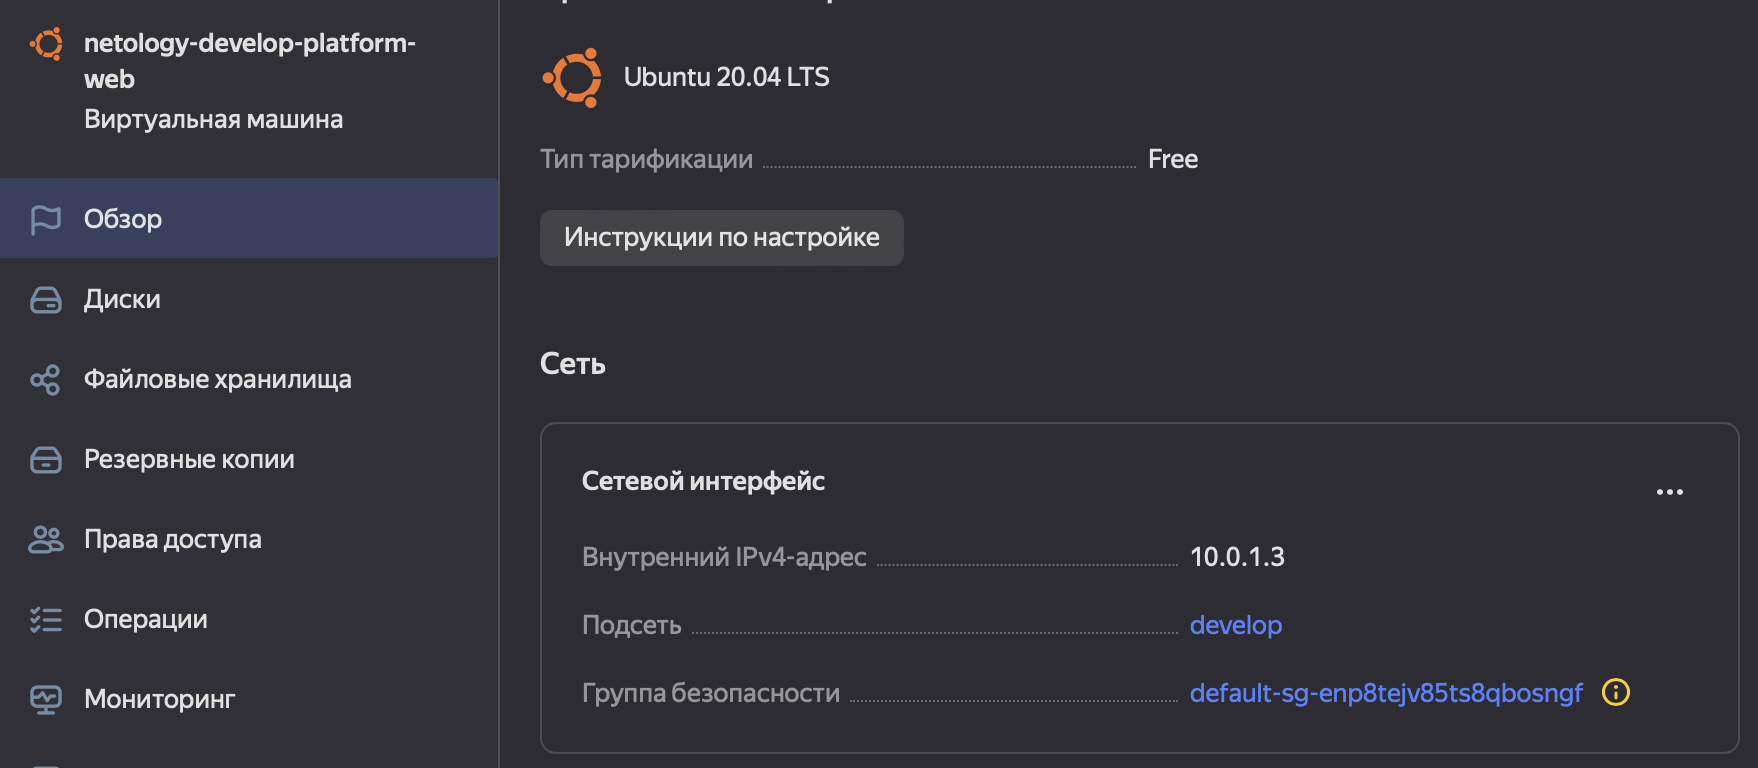 netology-develop-platform-
web
Виртуальная машина
Обзор
Диски
Файловые хранилища
Резервные копии
Права доступа
Операции
Мониторинг
Ubuntu 20.04 LTS
Тип тарификации Free
Инструкции по настройке
Сеть
Сетевой интерфейс
Внутренний IPv4-адрес 10.0.1.3
Подсеть develop
Группа безопасности default-sg-enp8tejv85ts8qbosngf